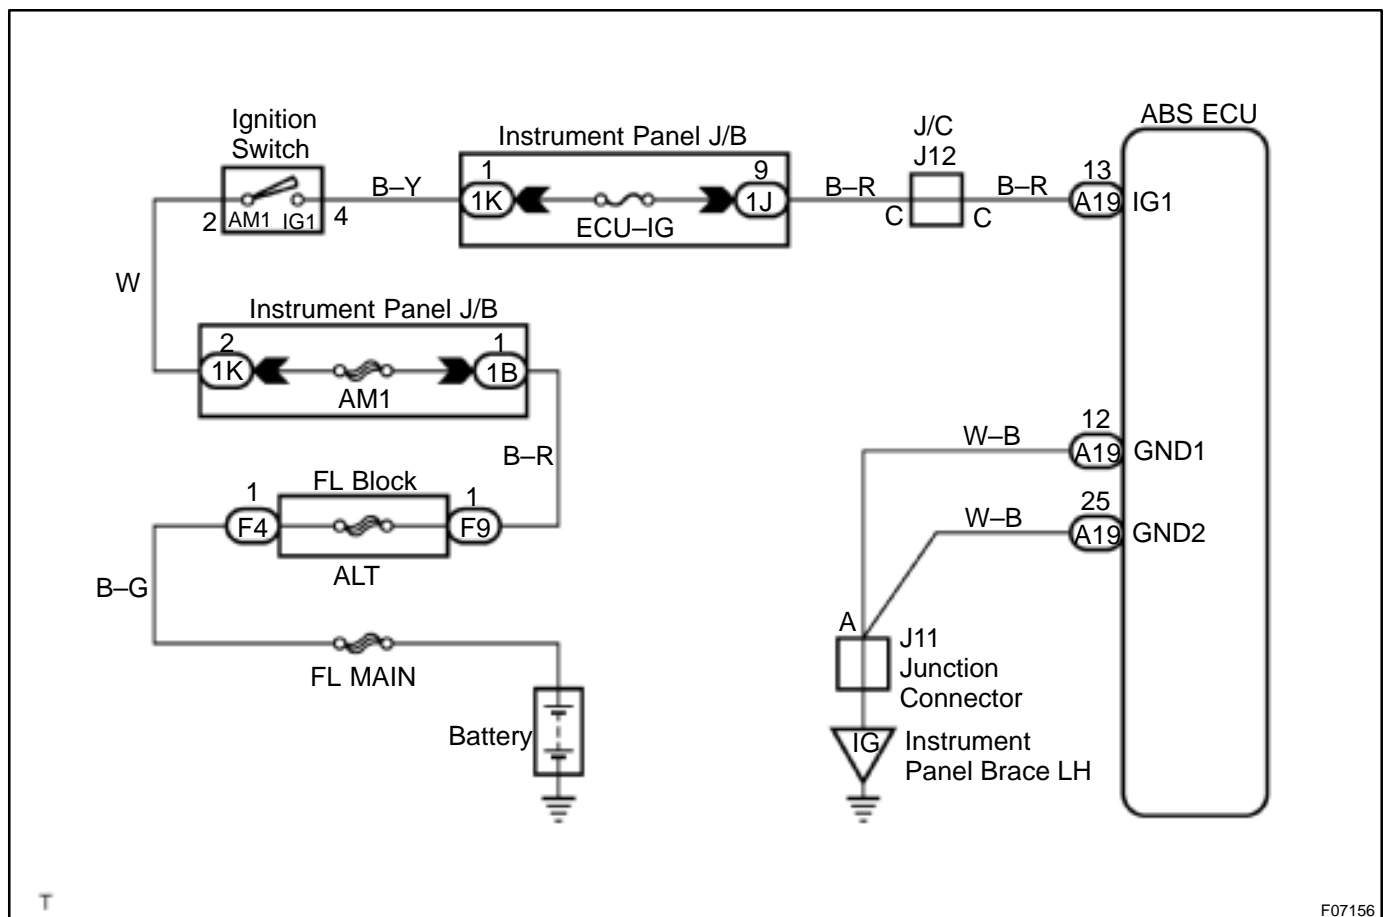 Ignition
Switch
2
AM1
IG1
4
B–Y
Instrument Panel J/B
1
1K
ECU–IG
9
1J
B–R
J/C
J12
C
C
B–R
ABS ECU
13
A19
IG1
W
Instrument Panel J/B
2
1K
AM1
1
1B
B–R
FL Block
1
F4
ALT
1
F9
B–G
FL MAIN
Battery
W–B
12
A19
GND1
W–B
25
A19
GND2
A
J11
Junction
Connector
IG
Instrument
Panel Brace LH
T
F07156